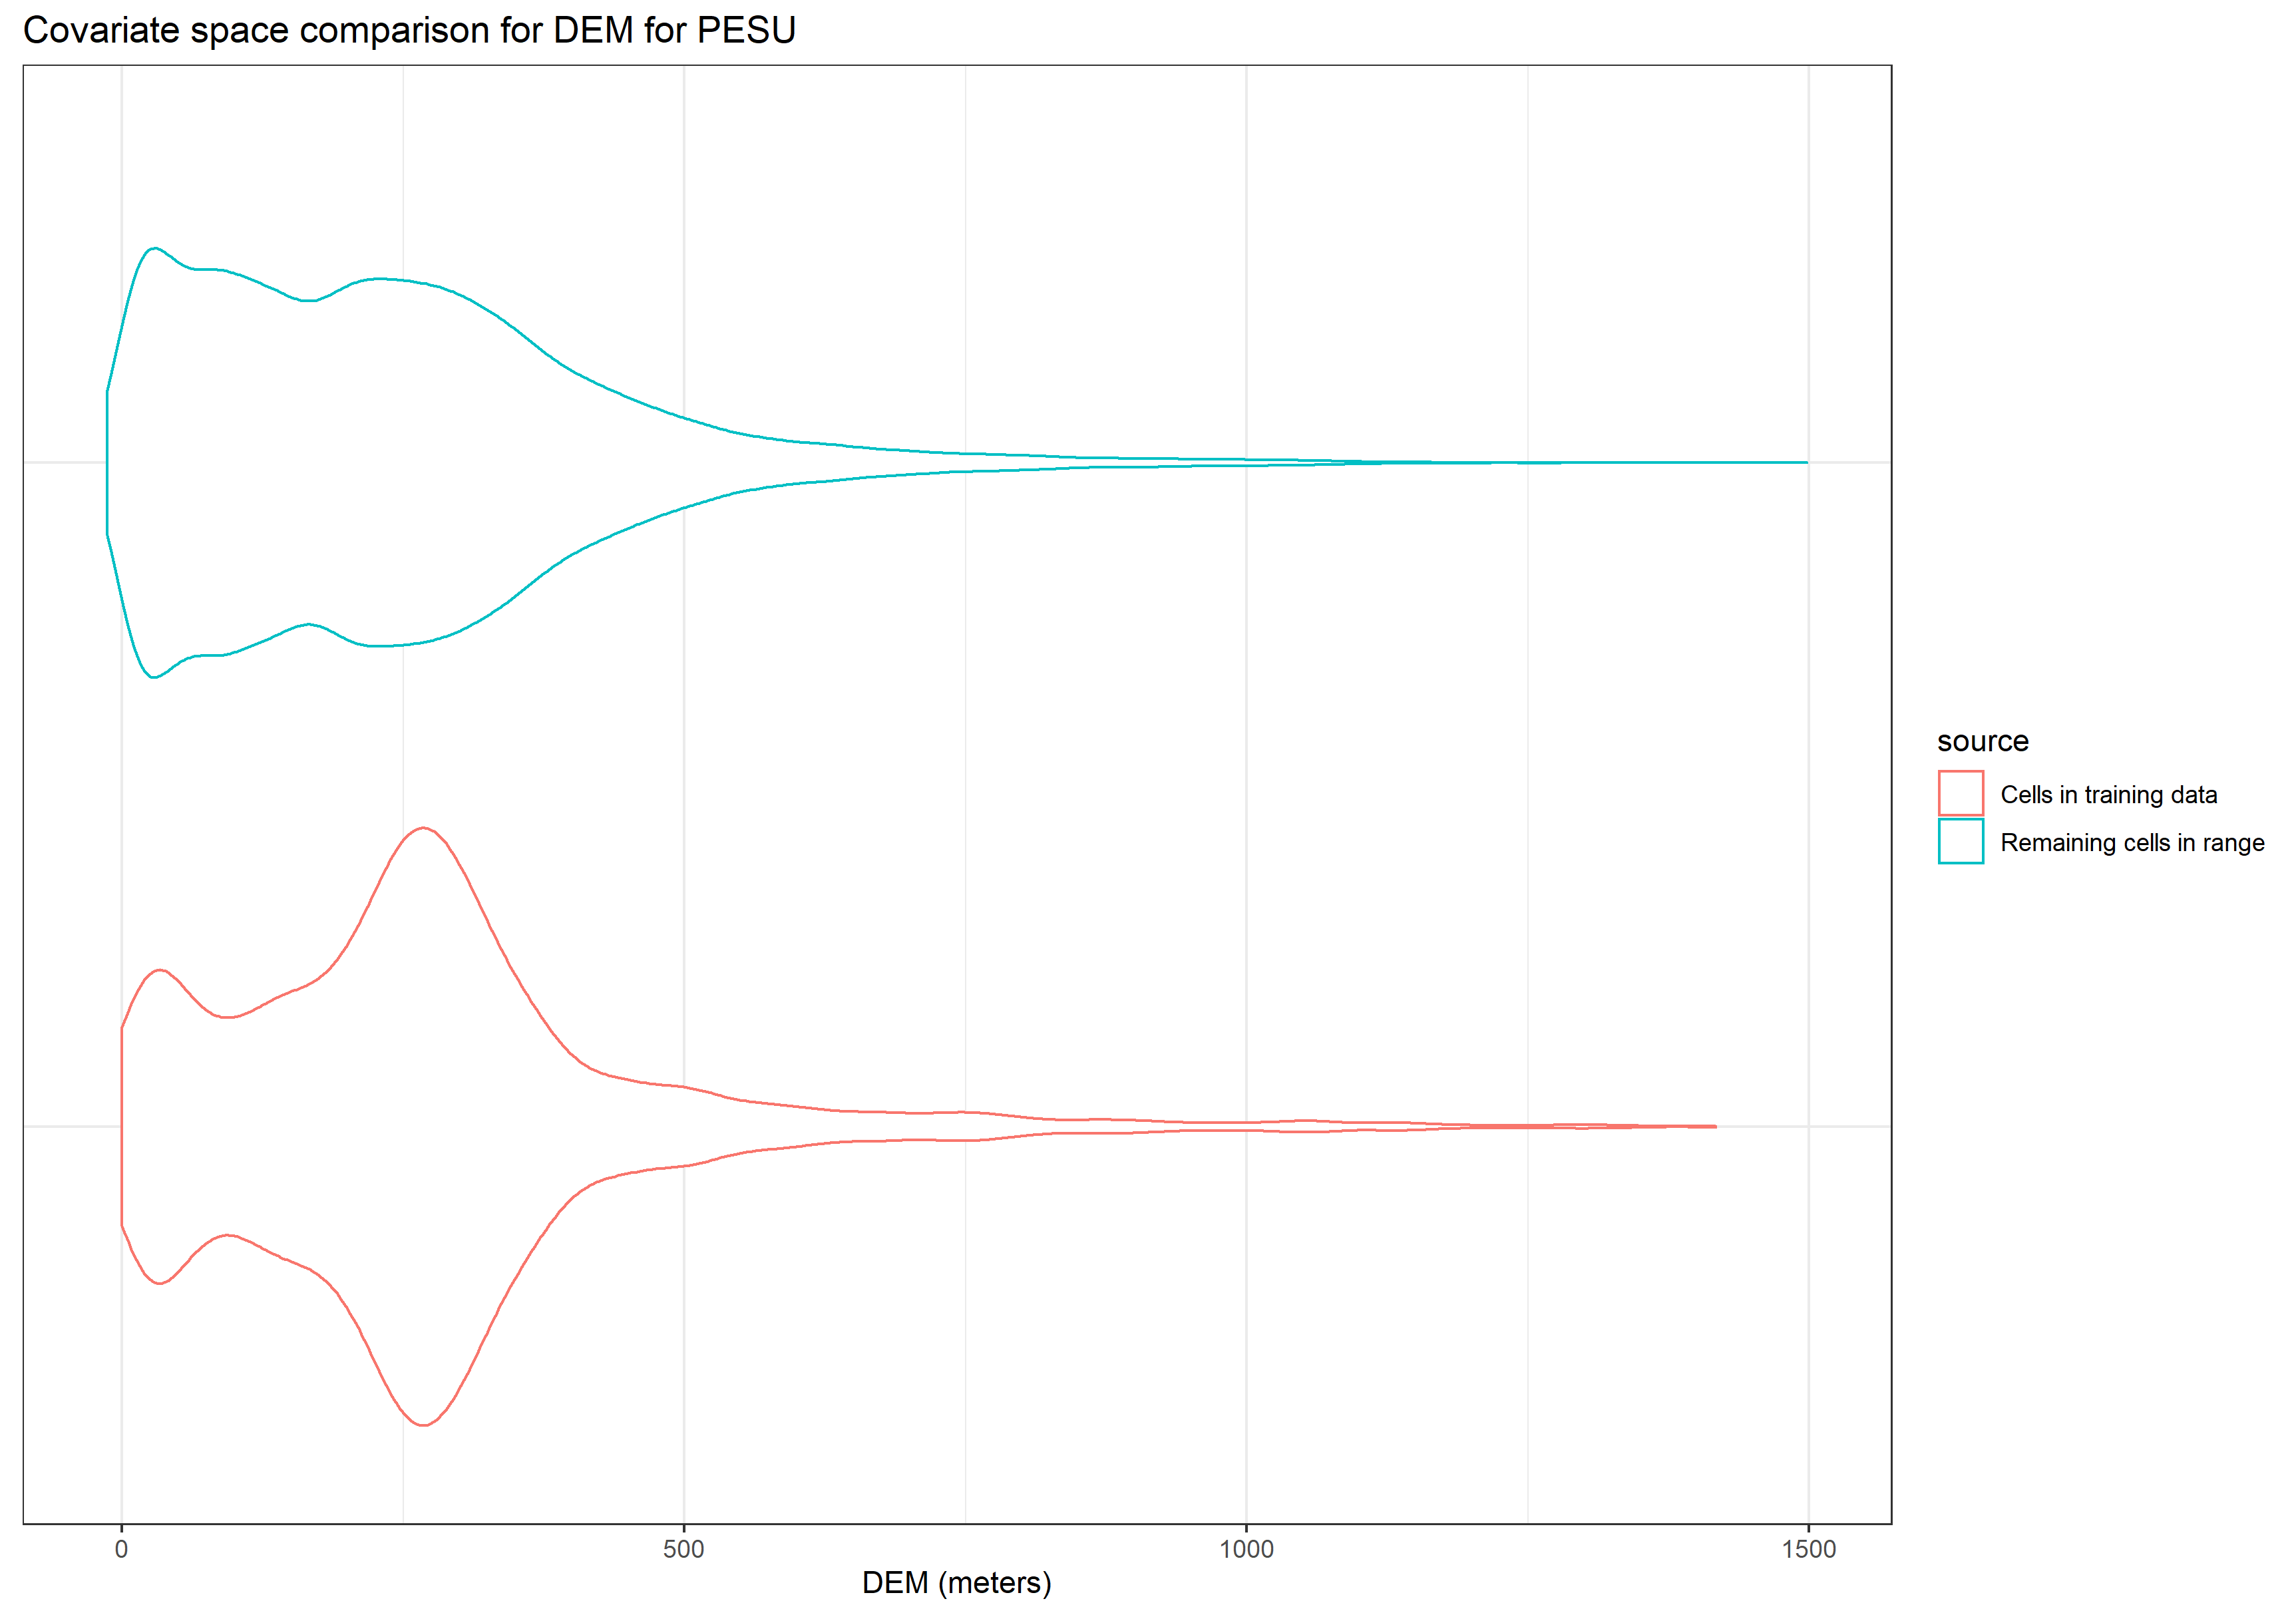 Covariate space comparison for DEM for PESU
source
Cells in training data
Remaining cells in range
0 500 1000 1500
DEM (meters)